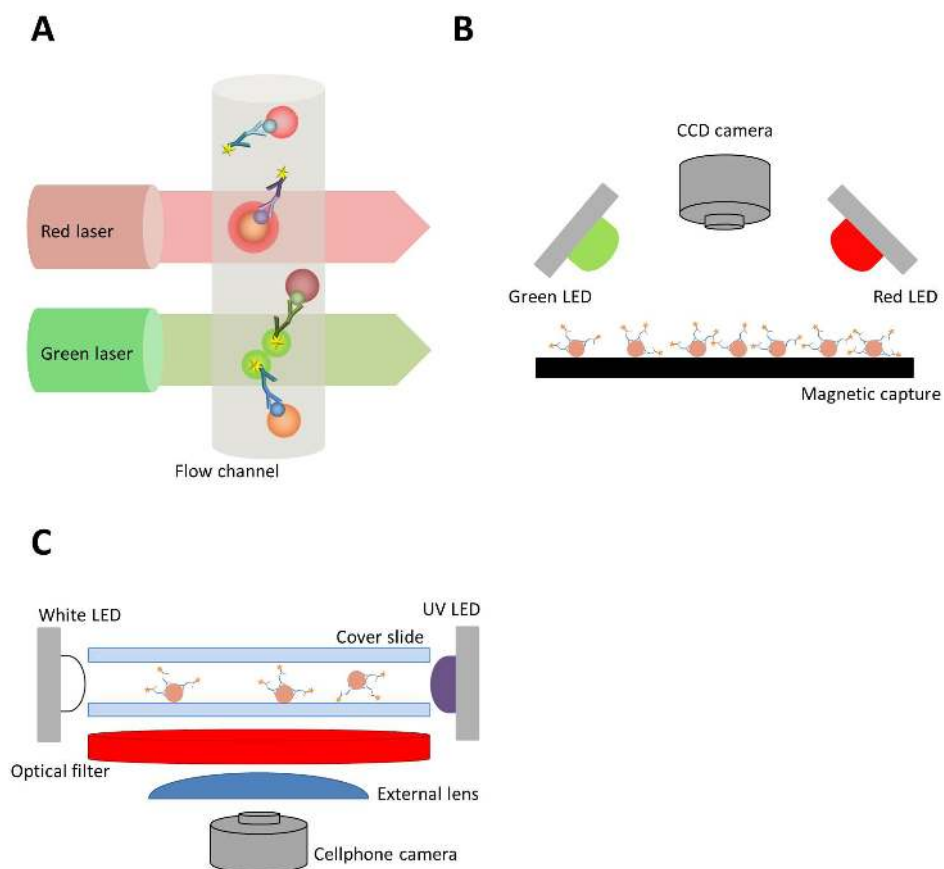 A
Red laser
Green laser
Flow channel
B
CCD camera
Green LED
Red LED
Magnetic capture
C
White LED
UV LED
Cover slide
Optical filter
External lens
Cellphone camera